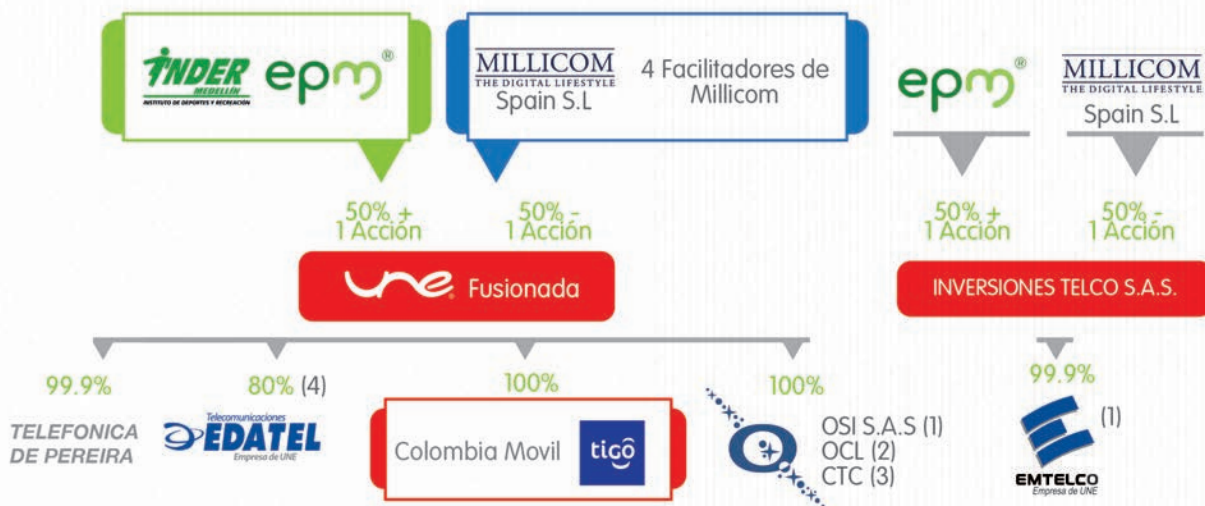 INDER
MEDELLÍN
INSTITUTO DE DEPORTES Y RECREACIÓN
epm®
MILLICOM
THE DIGITAL LIFESTYLE
Spain S.L
4 Facilitadores de
Millicom
epm®
MILLICOM
THE DIGITAL LIFESTYLE
Spain S.L
50% +
1 Acción
50% -
1 Acción
50% +
1 Acción
50% -
1 Acción
une® Fusionada
INVERSIONES TELCO S.A.S.
99.9%
80% (4)
100%
100%
99.9%
TELEFONICA
DE PEREIRA
Telecomunicaciones
EDATEL
Empresa de UNE
Colombia Movil
tigo
OSI S.A.S (1)
OCL (2)
CTC (3)
(1)
EMTELCO
Empresa de UNE